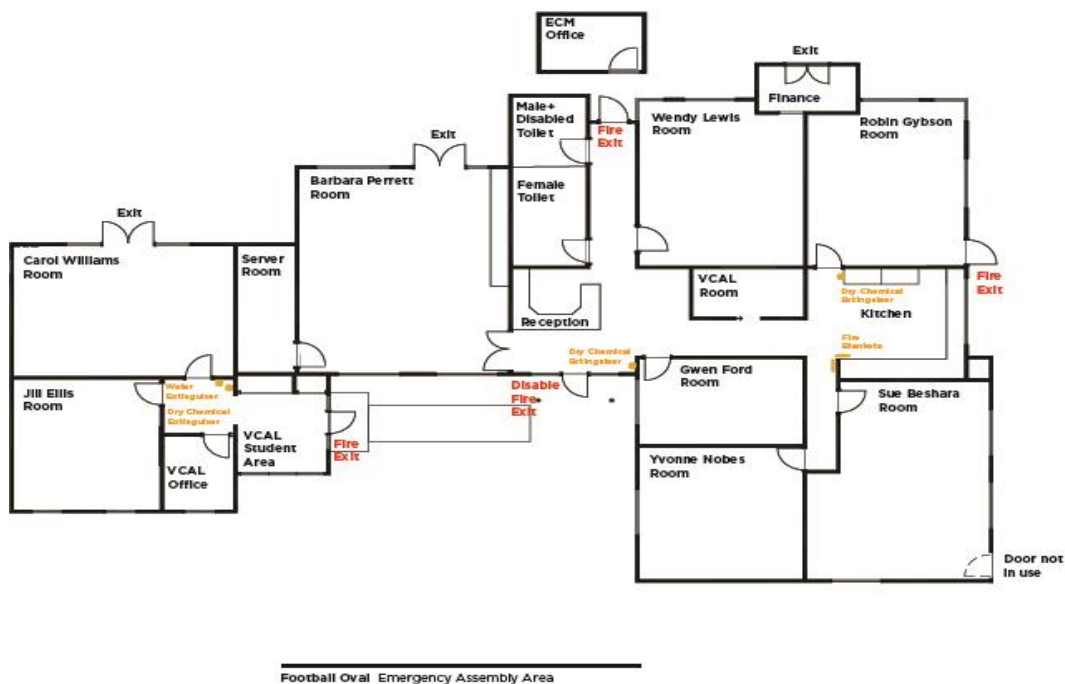 ECM
Office
Exit
Finance
Male+
Disabled
Toilet
Fire
Exit
Wendy Lewis
Room
Robin Gybson
Room
Exit
Barbara Perrett
Room
Female
Toilet
Exit
Carol Williams
Room
Server
Room
VCAL
Room
Fire
Exit
Dry Chemical
Extinguiser
Kitchen
Reception
Fire
Blankets
Dry Chemical
Extinguiser
Gwen Ford
Room
Jill Ellis
Room
Water
Extinguiser
Dry Chemical
Extinguiser
Disable
Fire
Exit
Sue Beshara
Room
VCAL
Student
Area
Fire
Exit
VCAL
Office
Yvonne Nobes
Room
Door not
in use
Football Oval Emergency Assembly Area